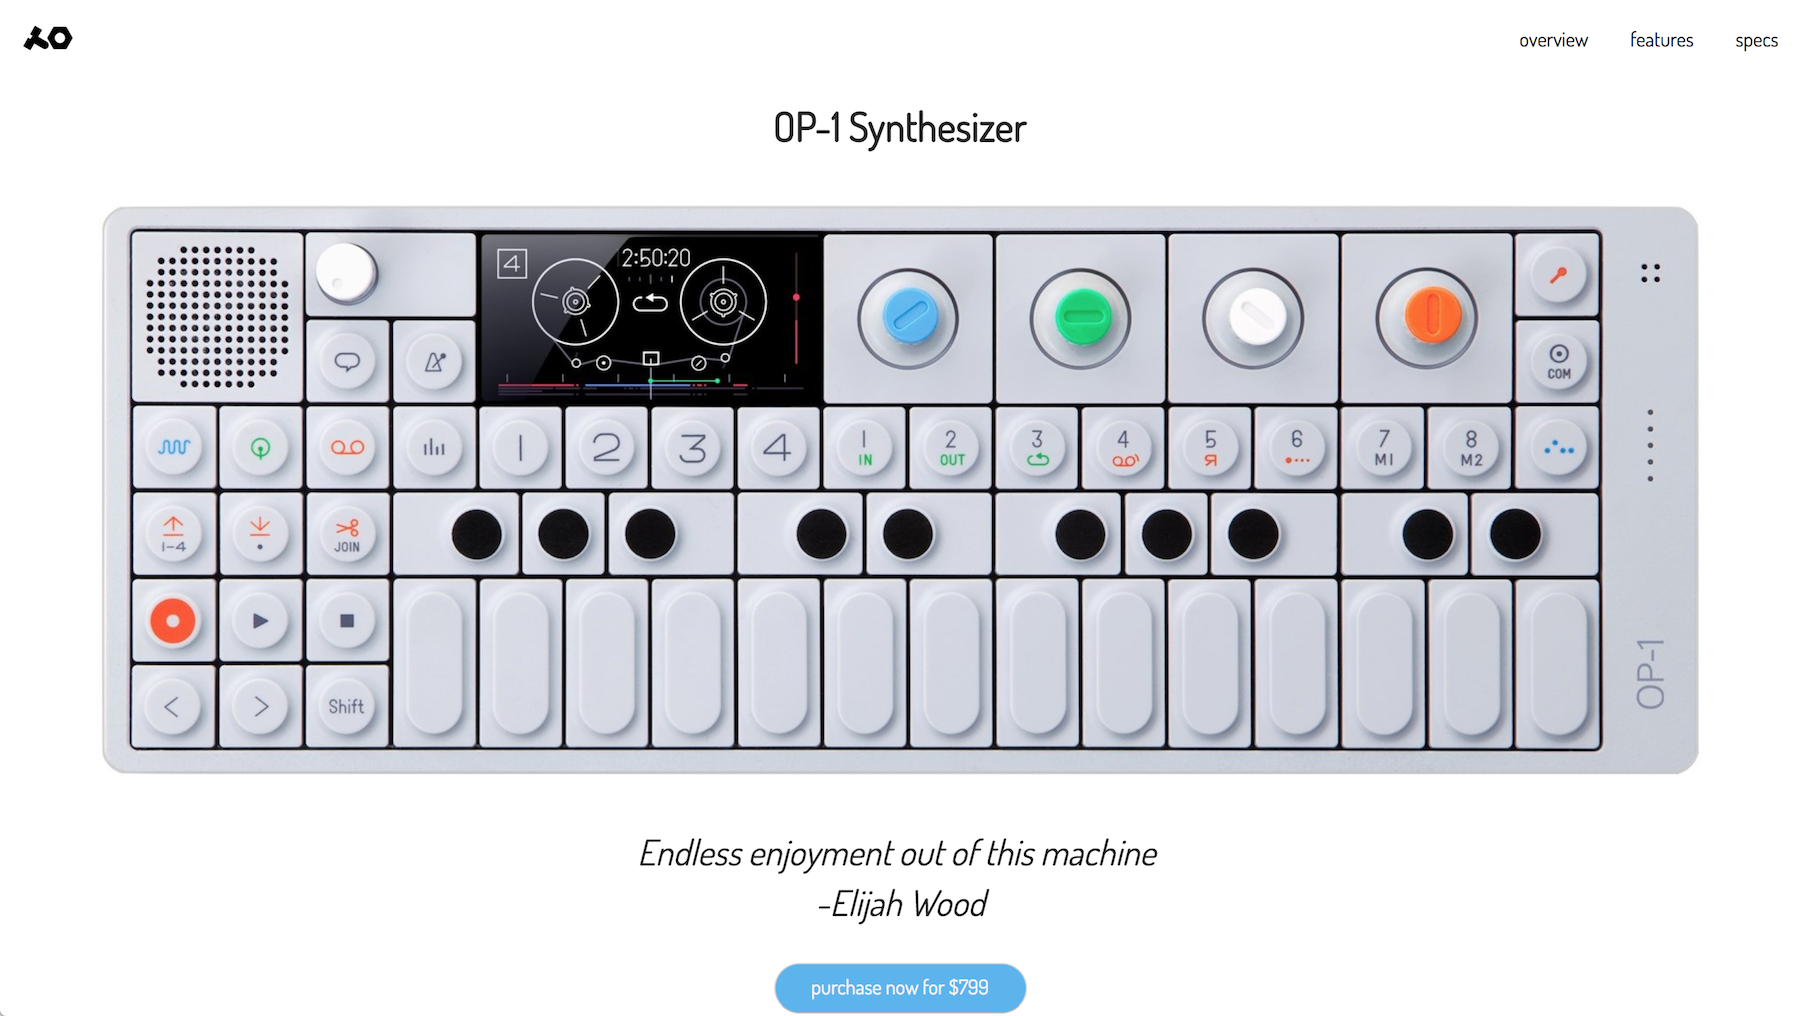 overview features specs
OP-1 Synthesizer
4 2:50:20
COM
1 2 3 4 1 2 3 4 5 6 7 8
IN OUT R M1 M2
1-4 JOIN
Shift
OP-1
Endless enjoyment out of this machine
-Elijah Wood
purchase now for $799